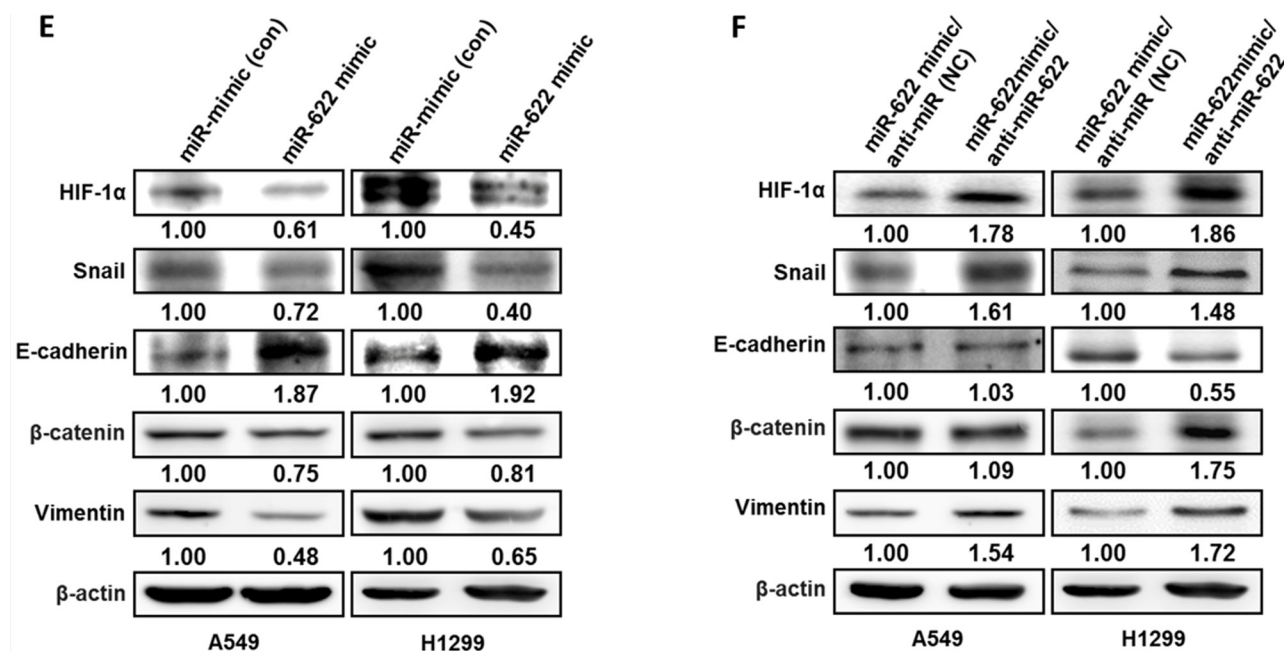 E
miR-mimic (con)
miR-622 mimic
miR-mimic (con)
miR-622 mimic
HIF-1α
1.00 0.61 1.00 0.45
Snail
1.00 0.72 1.00 0.40
E-cadherin
1.00 1.87 1.00 1.92
β-catenin
1.00 0.75 1.00 0.81
Vimentin
1.00 0.48 1.00 0.65
β-actin
A549 H1299
F
miR-622 mimic/
anti-miR (NC)
miR-622mimic/
anti-miR-622
miR-622 mimic/
anti-miR (NC)
miR-622mimic/
anti-miR-622
HIF-1α
1.00 1.78 1.00 1.86
Snail
1.00 1.61 1.00 1.48
E-cadherin
1.00 1.03 1.00 0.55
β-catenin
1.00 1.09 1.00 1.75
Vimentin
1.00 1.54 1.00 1.72
β-actin
A549 H1299